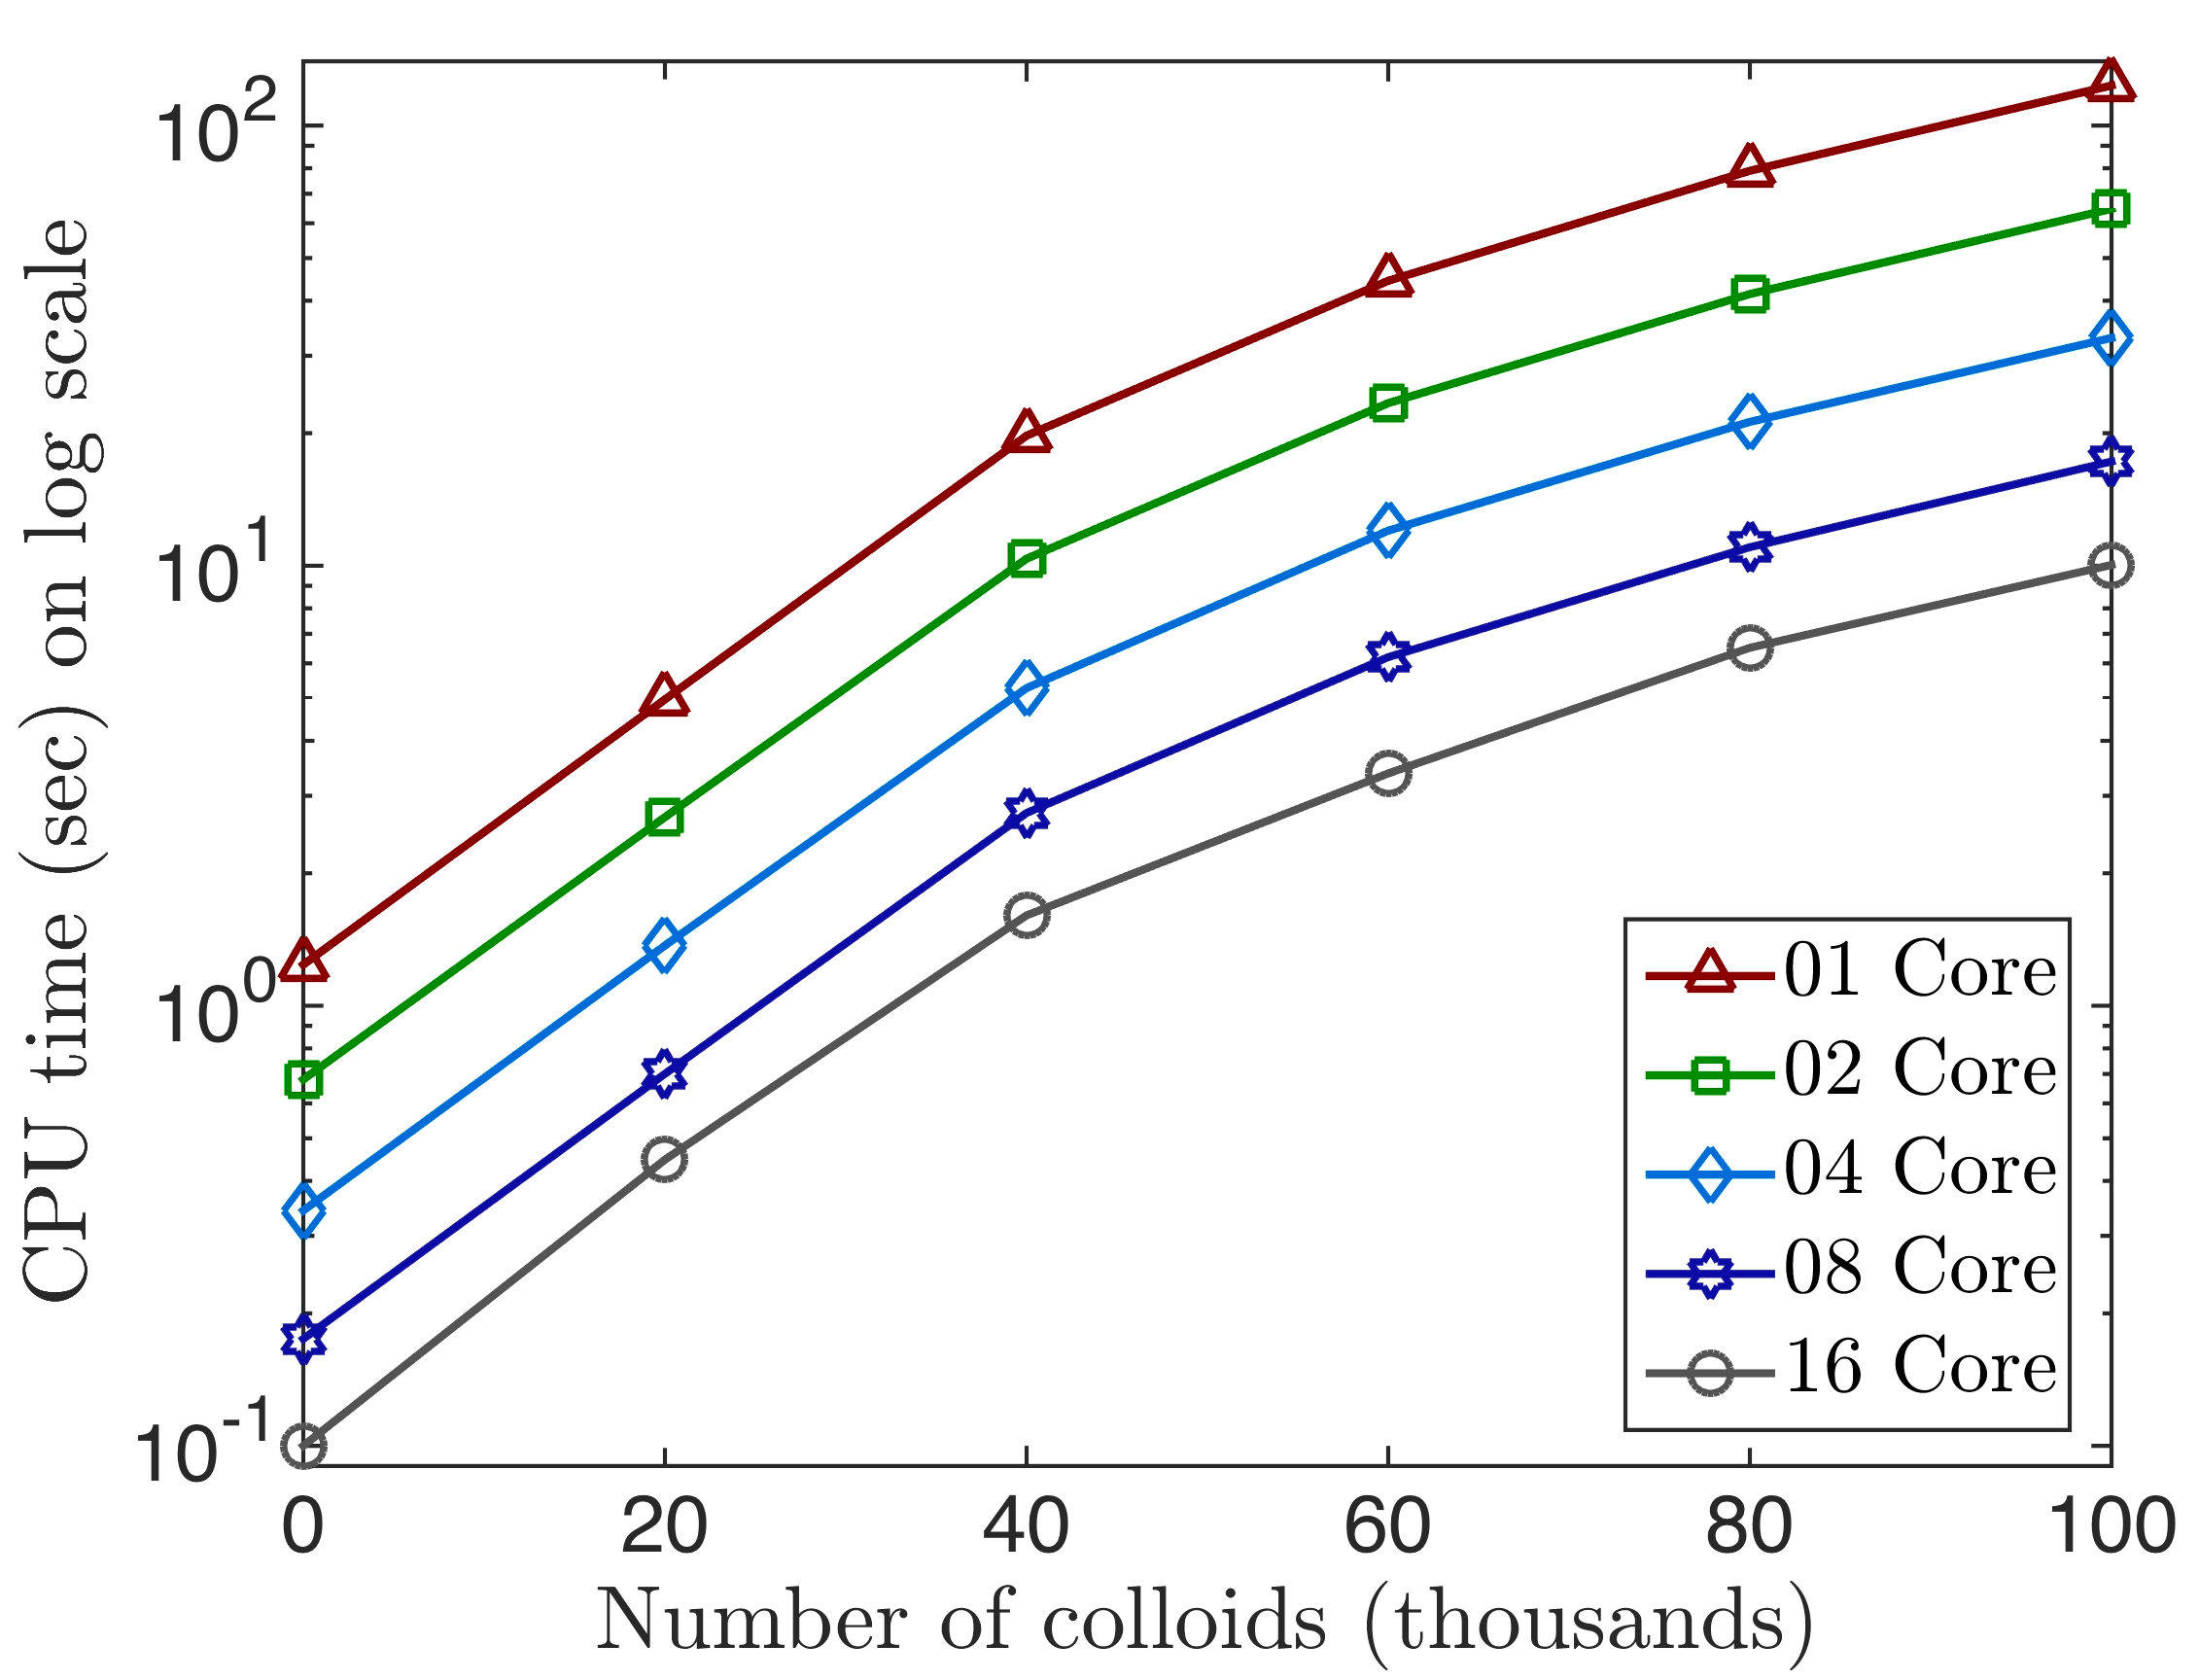 CPU time (sec) on log scale
10^2
10^1
10^0
10^-1
01 Core
02 Core
04 Core
08 Core
16 Core
0 20 40 60 80 100
Number of colloids (thousands)